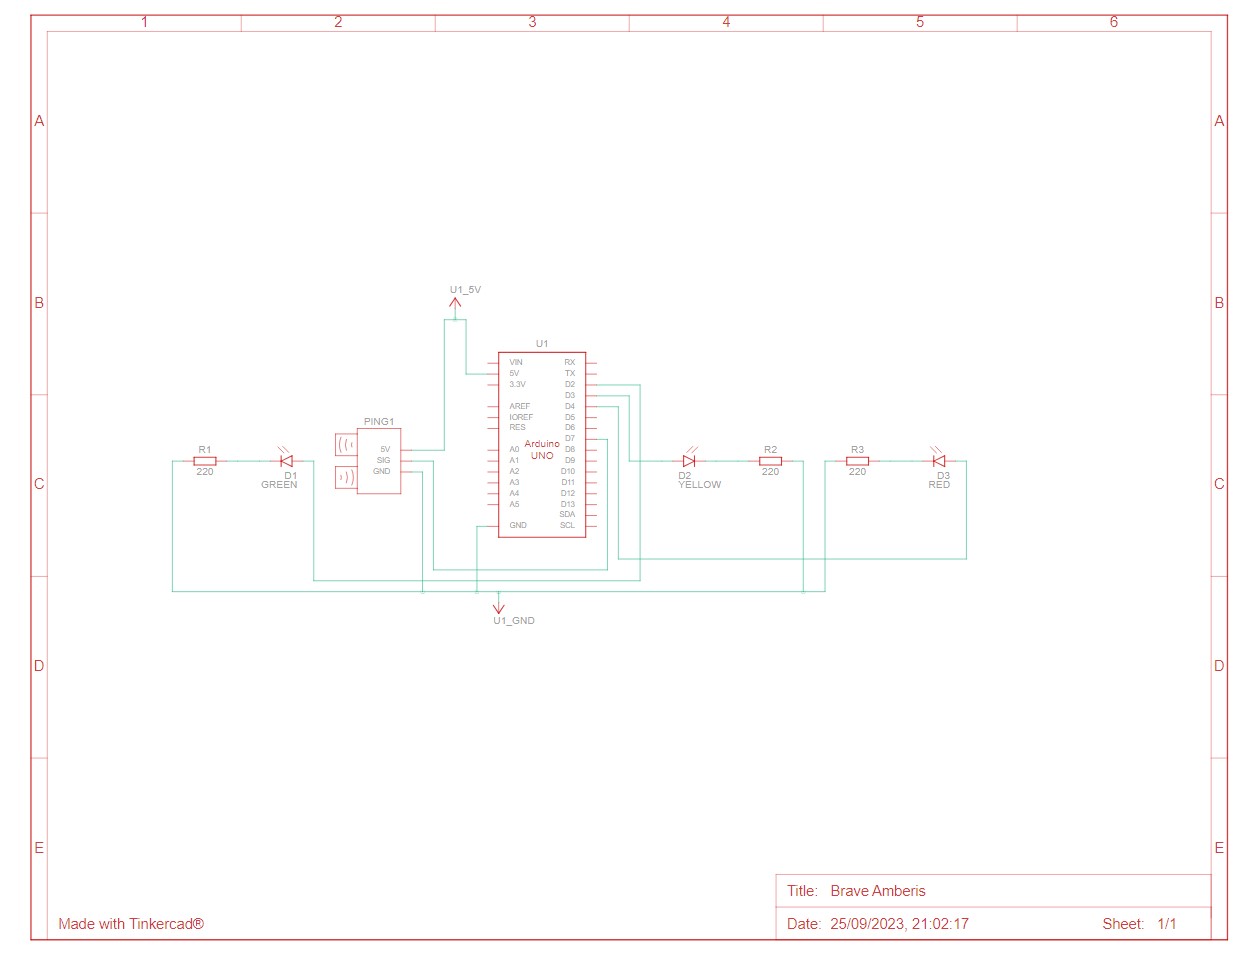 1 2 3 4 5 6
A A
B B
U1_5V
U1
VIN RX
5V TX
3.3V D2
D3
AREF D4
IOREF D5
RES D6
D7
A0 D8
A1 D9
A2 D10
A3 D11
A4 D12
A5 D13
SDA
GND SCL
Arduino
UNO
PING1
5V
SIG
GND
R1
220
D1
GREEN
D2
YELLOW
R2
220
R3
220
D3
RED
C C
U1_GND
D D
E E
Title: Brave Amberis
Made with Tinkercad®
Date: 25/09/2023, 21:02:17 Sheet: 1/1